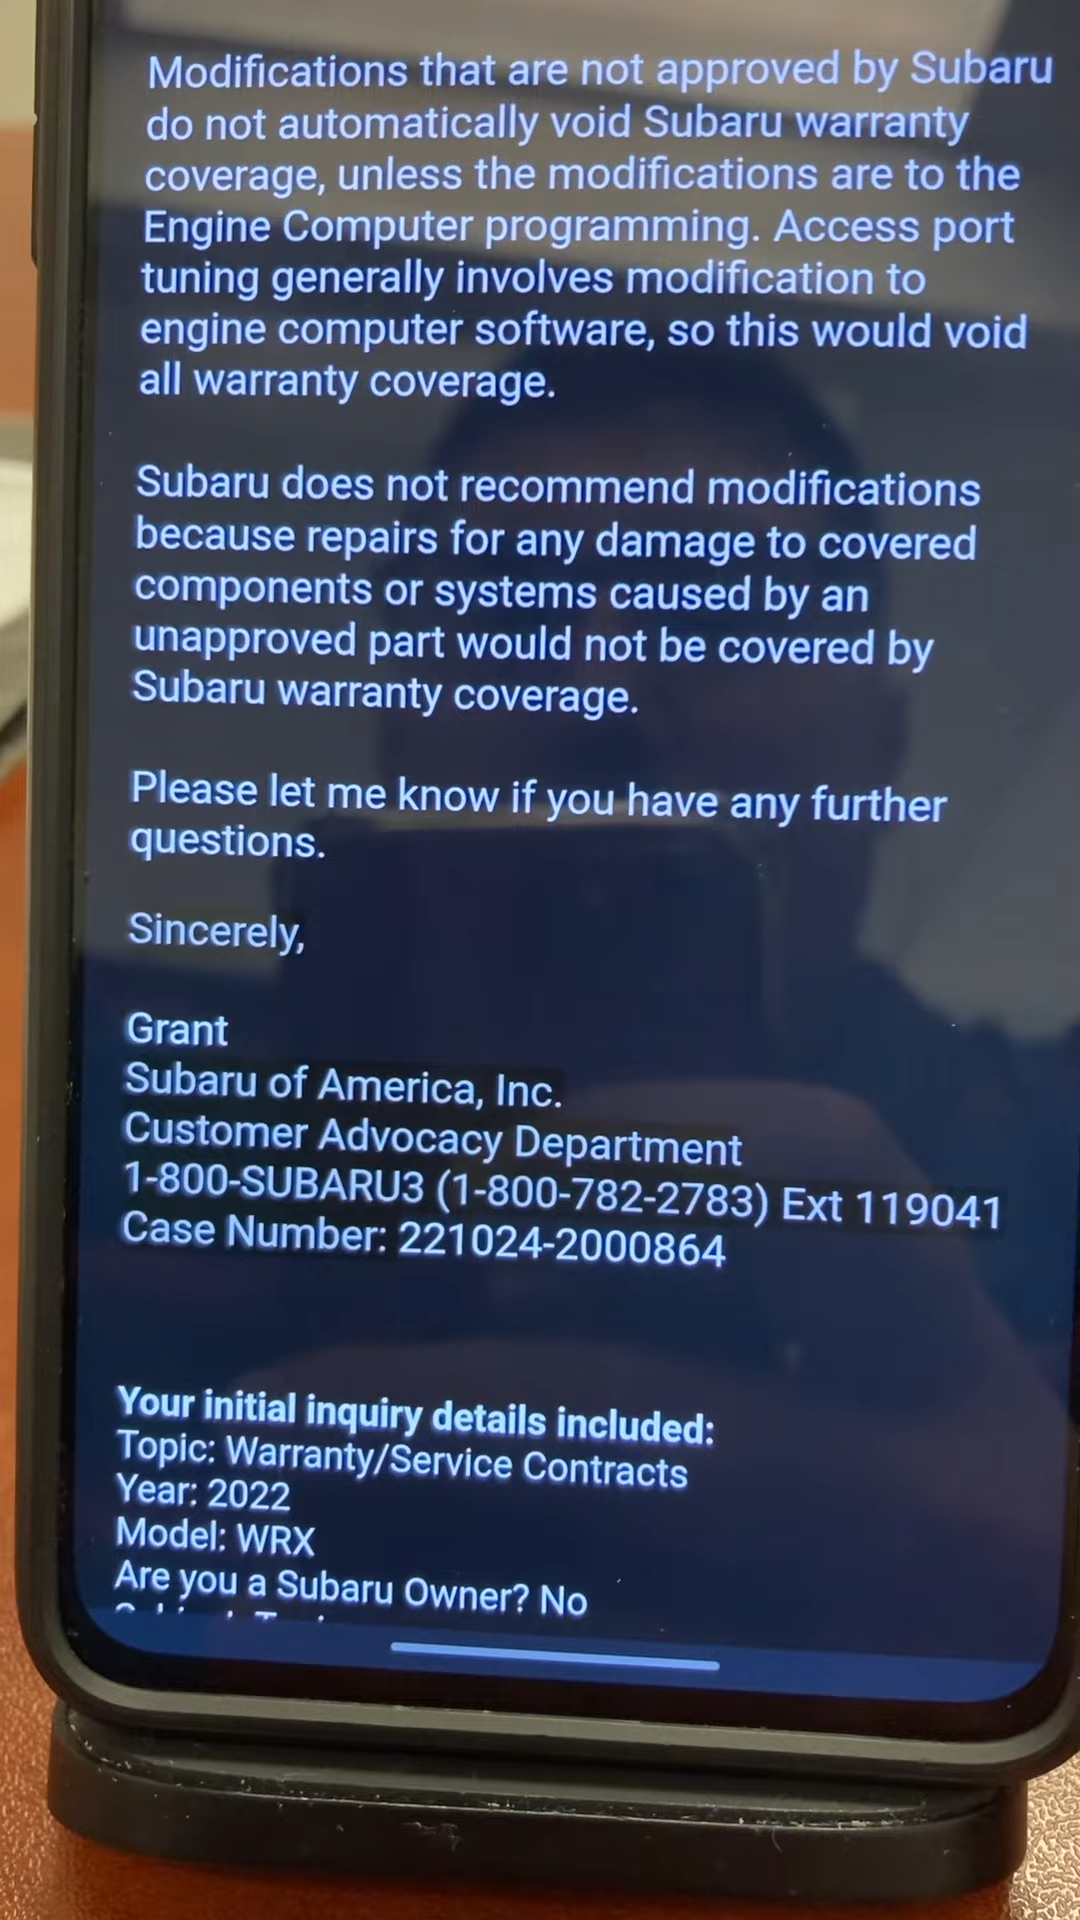 Modifications that are not approved by Subaru
do not automatically void Subaru warranty
coverage, unless the modifications are to the
Engine Computer programming. Access port
tuning generally involves modification to
engine computer software, so this would void
all warranty coverage.
Subaru does not recommend modifications
because repairs for any damage to covered
components or systems caused by an
unapproved part would not be covered by
Subaru warranty coverage.
Please let me know if you have any further
questions.
Sincerely,
Grant
Subaru of America, Inc.
Customer Advocacy Department
1-800-SUBARU3 (1-800-782-2783) Ext 119041
Case Number: 221024-2000864
Your initial inquiry details included:
Topic: Warranty/Service Contracts
Year: 2022
Model: WRX
Are you a Subaru Owner? No